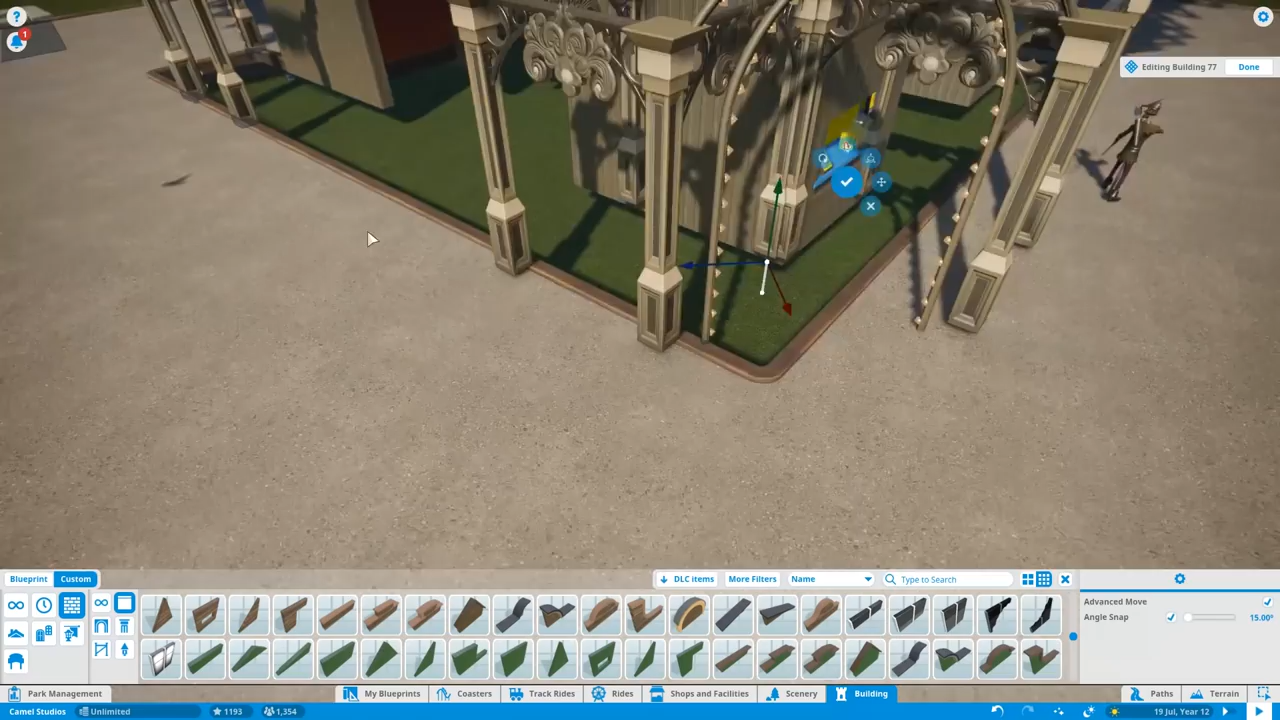 ?
1
Editing Building 77
Done
Blueprint
Custom
DLC items
More Filters
Name
Type to Search
Advanced Move
Angle Snap
15.00°
Park Management
My Blueprints
Coasters
Track Rides
Rides
Shops and Facilities
Scenery
Building
Paths
Terrain
Camel Studios
Unlimited
1193
1,354
19 Jul, Year 12